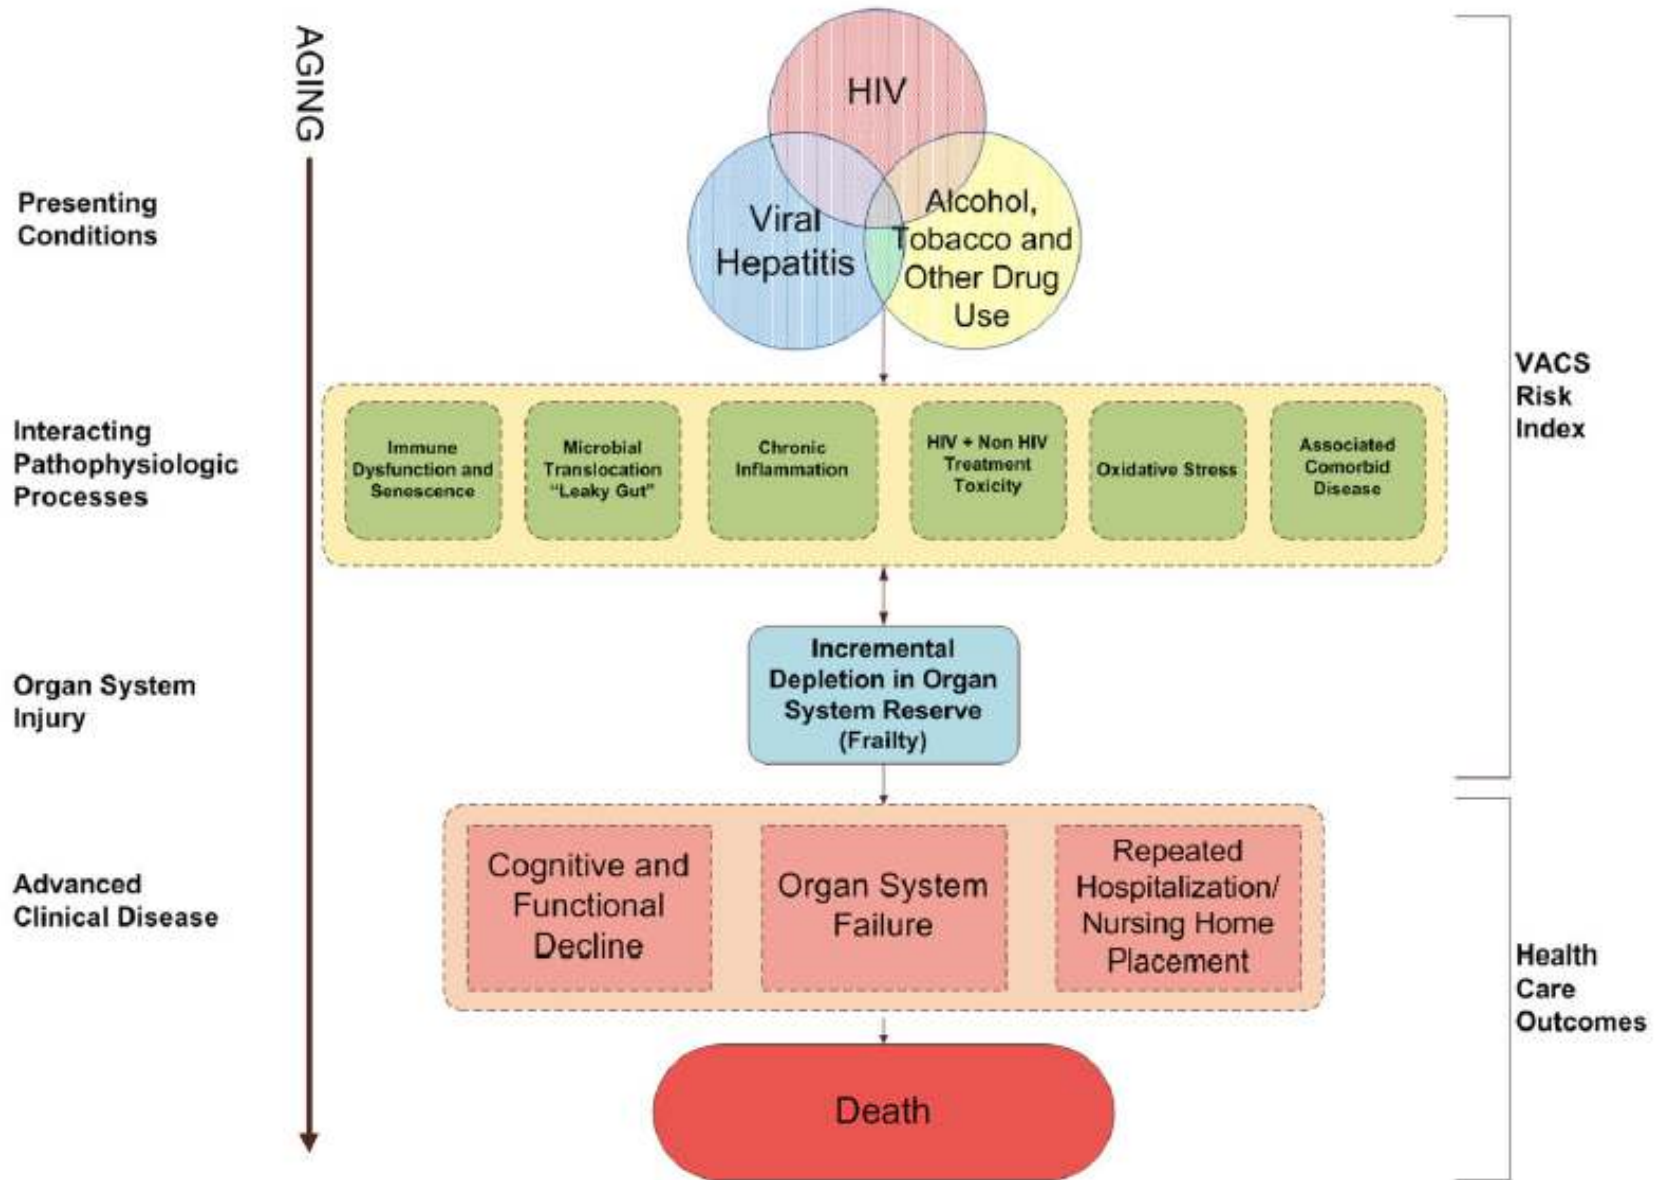 AGING
HIV
Presenting
Conditions
Viral
Hepatitis
Alcohol,
Tobacco and
Other Drug
Use
VACS
Risk
Index
Interacting
Pathophysiologic
Processes
Immune
Dysfunction and
Senescence
Microbial
Translocation
“Leaky Gut”
Chronic
Inflammation
HIV + Non HIV
Treatment
Toxicity
Oxidative Stress
Associated
Comorbid
Disease
Organ System
Injury
Incremental
Depletion in Organ
System Reserve
(Frailty)
Advanced
Clinical Disease
Cognitive and
Functional
Decline
Organ System
Failure
Repeated
Hospitalization/
Nursing Home
Placement
Health
Care
Outcomes
Death